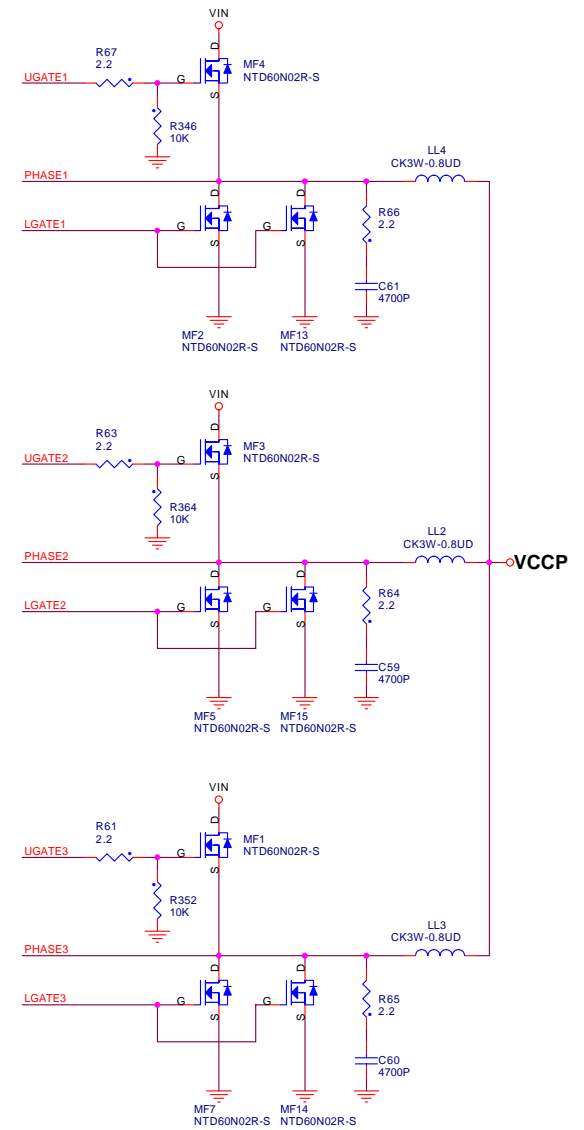 VIN
R67
2.2
D
MF4
NTD60N02R-S
UGATE1
G
S
R346
10K
LL4
CK3W-0.8UD
PHASE1
D
D
R66
2.2
LGATE1
G
G
S
S
C61
4700P
MF2
NTD60N02R-S
MF13
NTD60N02R-S
VIN
R63
2.2
D
MF3
NTD60N02R-S
UGATE2
G
S
R364
10K
LL2
CK3W-0.8UD
PHASE2
VCCP
D
D
R64
2.2
LGATE2
G
G
S
S
C59
4700P
MF5
NTD60N02R-S
MF15
NTD60N02R-S
VIN
R61
2.2
D
MF1
NTD60N02R-S
UGATE3
G
S
R352
10K
LL3
CK3W-0.8UD
PHASE3
D
D
R65
2.2
LGATE3
G
G
S
S
C60
4700P
MF7
NTD60N02R-S
MF14
NTD60N02R-S